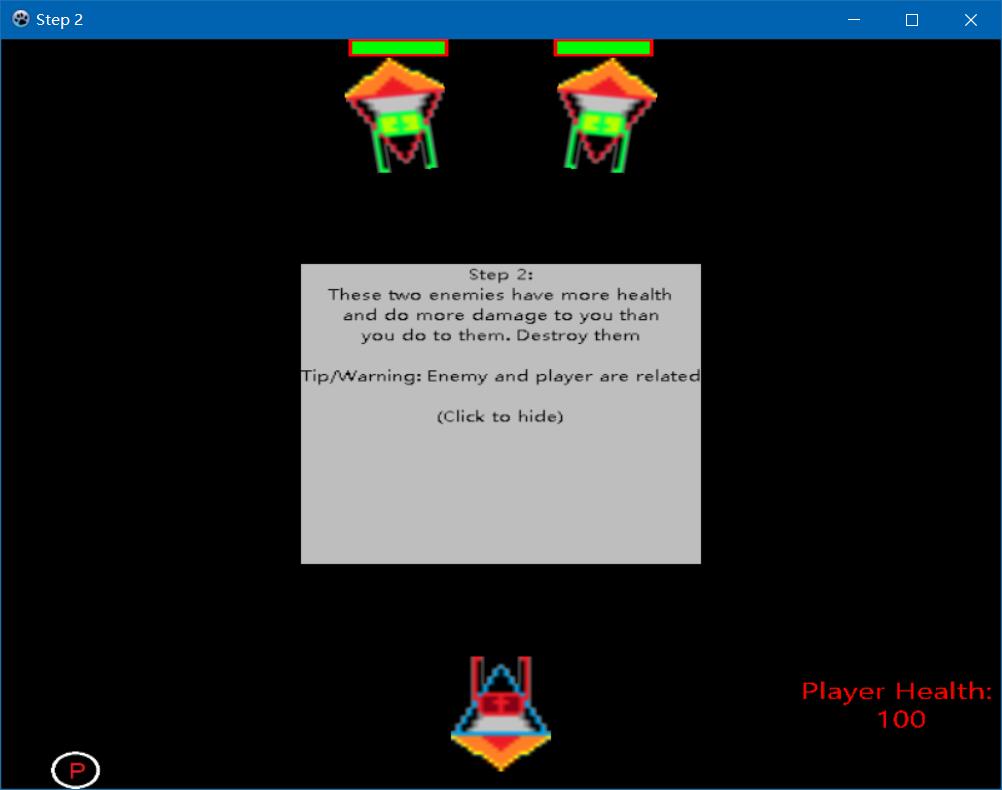 Step 2
Step 2:
These two enemies have more health
and do more damage to you than
you do to them. Destroy them
Tip/Warning: Enemy and player are related
(Click to hide)
Player Health:
100
P